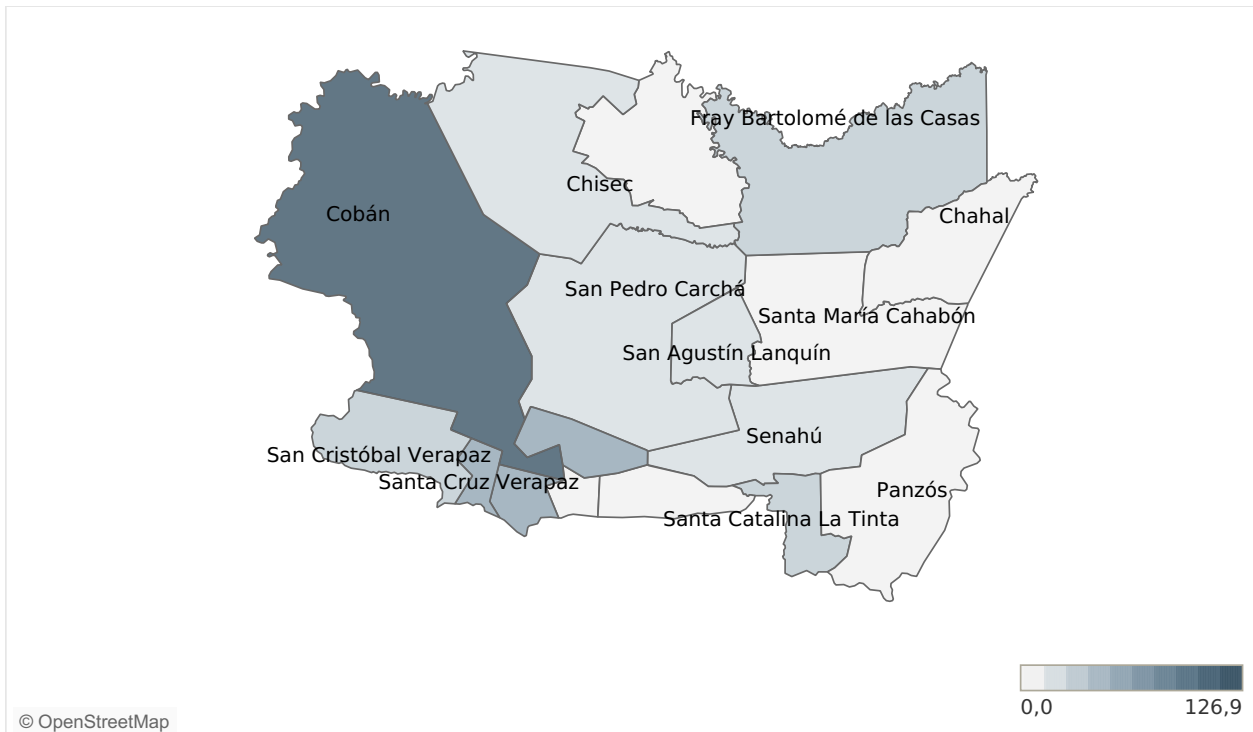 Fray Bartolomé de las Casas
Chisec
Cobán
Chahal
San Pedro Carchá
Santa María Cahabón
San Agustín Lanquín
Senahú
San Cristóbal Verapaz
Santa Cruz Verapaz
Panzós
Santa Catalina La Tinta
0,0 126,9
© OpenStreetMap